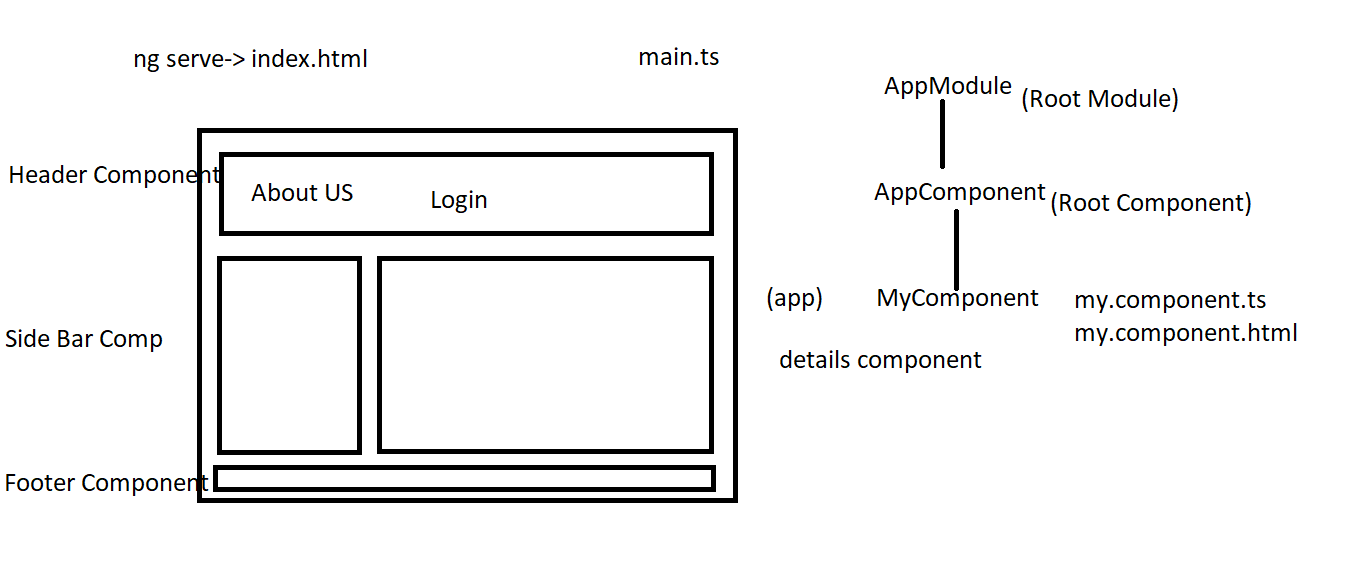 ng serve-> index.html
main.ts
AppModule
(Root Module)
Header Component
About US
Login
AppComponent
(Root Component)
(app)
MyComponent
my.component.ts
my.component.html
Side Bar Comp
details component
Footer Component